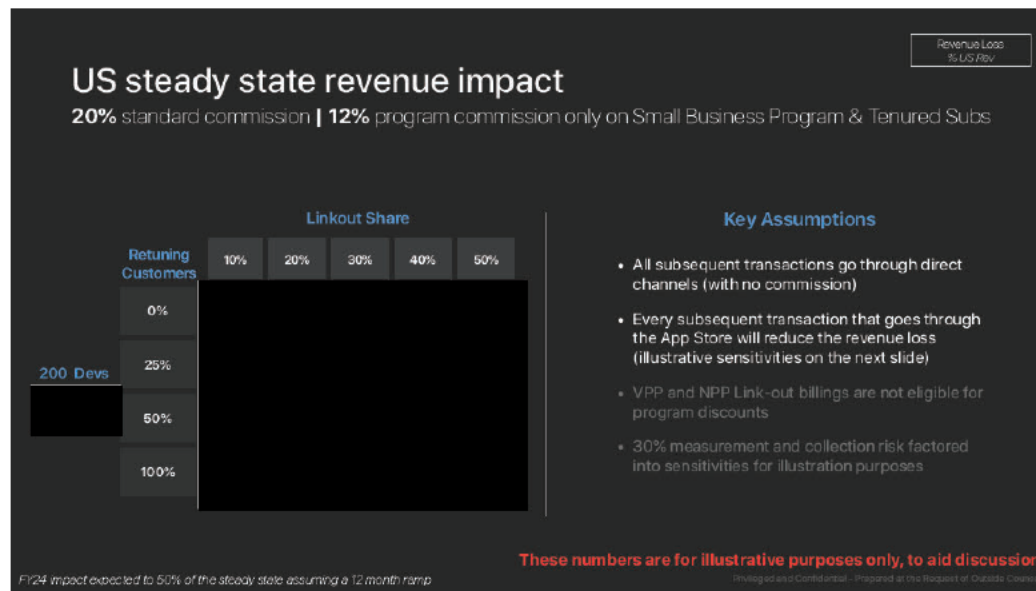 Revenue Loss
% US Rev
US steady state revenue impact
20% standard commission | 12% program commission only on Small Business Program & Tenured Subs
Linkout Share
Retuning
Customers
10% 20% 30% 40% 50%
0%
25%
50%
100%
200 Devs
Key Assumptions
• All subsequent transactions go through direct
channels (with no commission)
• Every subsequent transaction that goes through
the App Store will reduce the revenue loss
(illustrative sensitivities on the next slide)
• VPP and NPP Link-out billings are not eligible for
program discounts
• 30% measurement and collection risk factored
into sensitivities for illustration purposes
These numbers are for illustrative purposes only, to aid discussion
FY24 impact expected to 50% of the steady state assuming a 12 month ramp
Privileged and Confidential - Prepared at the Request of Outside Counsel